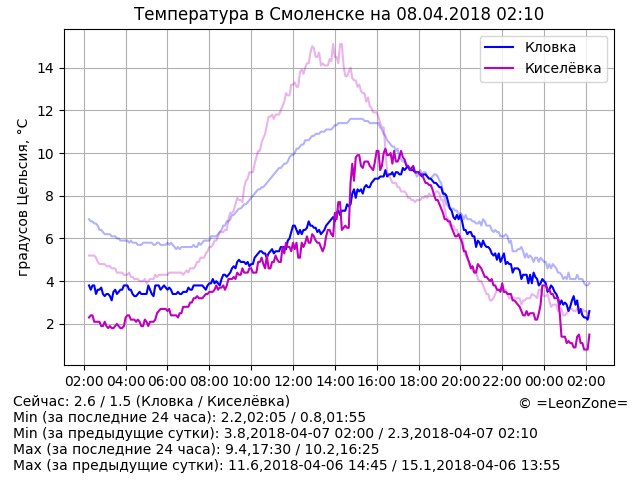 Температура в Смоленске на 08.04.2018 02:10
Кловка
Киселёвка
градусов Цельсия, °C
14
12
10
8
6
4
2
02:00 04:00 06:00 08:00 10:00 12:00 14:00 16:00 18:00 20:00 22:00 00:00 02:00
Сейчас: 2.6 / 1.5 (Кловка / Киселёвка)
© =LeonZone=
Min (за последние 24 часа): 2.2,02:05 / 0.8,01:55
Min (за предыдущие сутки): 3.8,2018-04-07 02:00 / 2.3,2018-04-07 02:10
Max (за последние 24 часа): 9.4,17:30 / 10.2,16:25
Max (за предыдущие сутки): 11.6,2018-04-06 14:45 / 15.1,2018-04-06 13:55